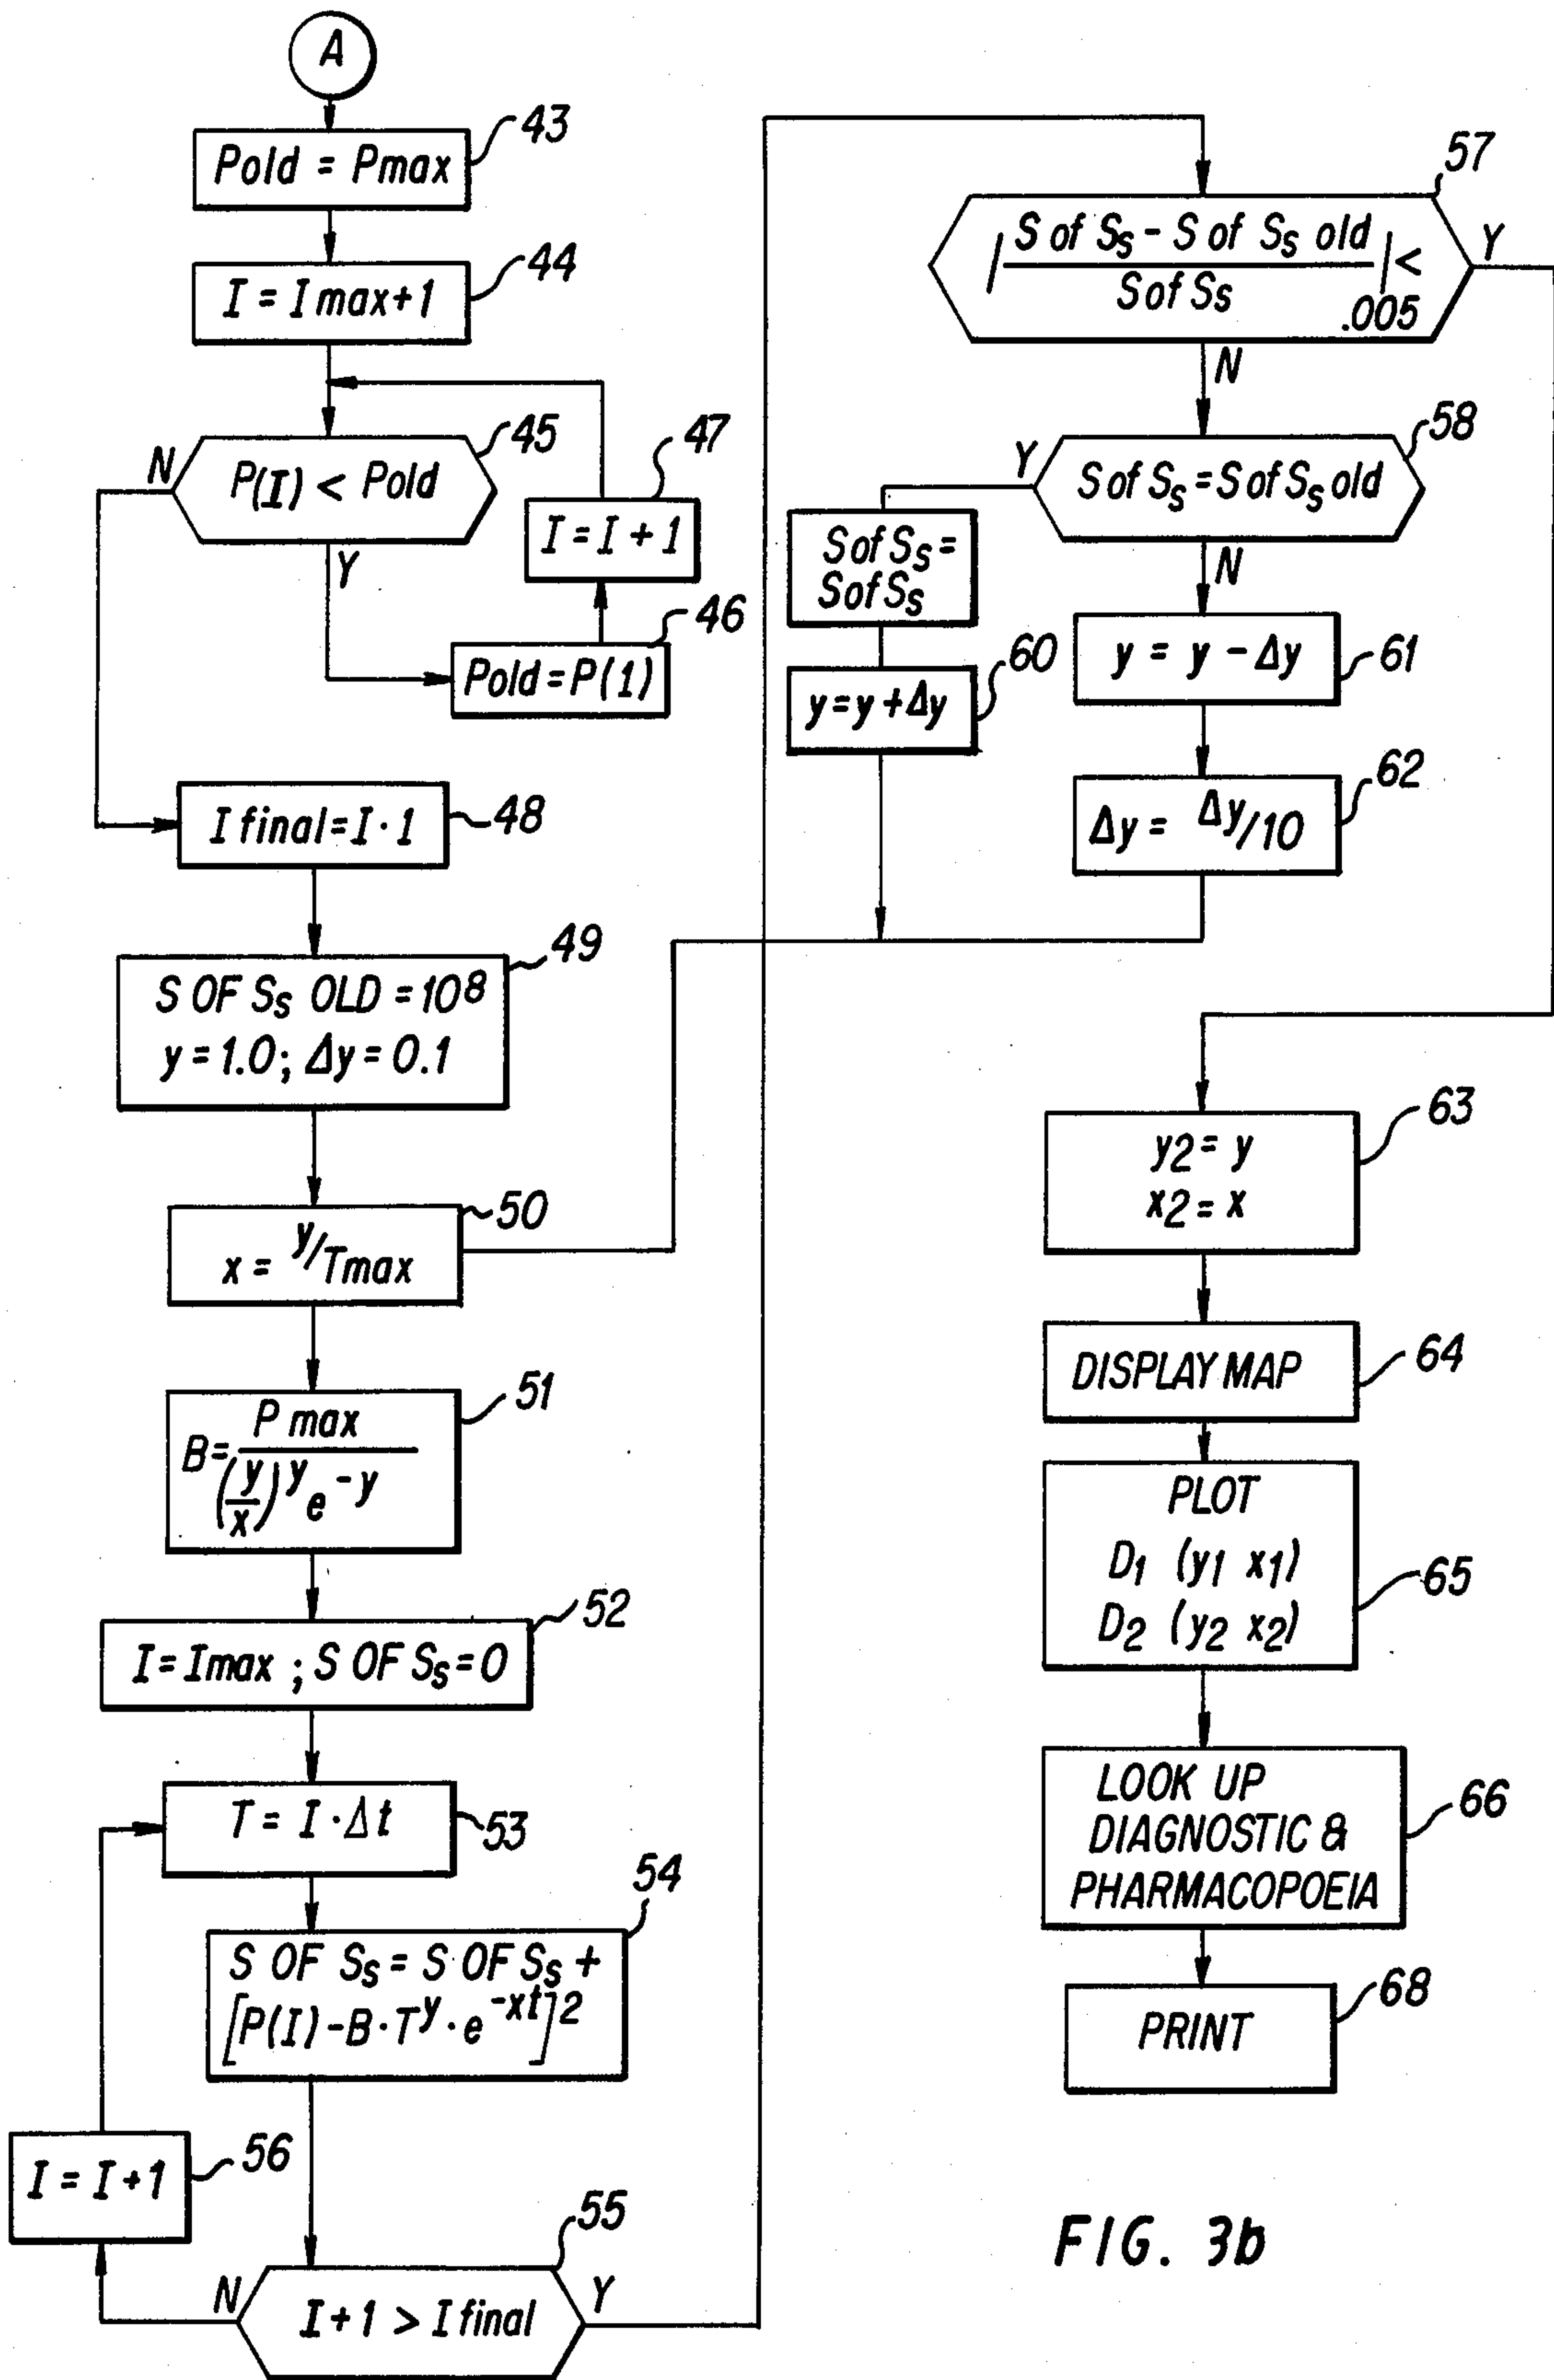 A
43
Pold = Pmax
44
I = Imax+1
45
N
P(I) < Pold
Y
47
I = I + 1
46
Pold = P(1)
I final = I · 1
48
49
S OF Ss OLD = 10^8
y = 1.0; Δy = 0.1
50
x = y/Tmax
51
B = P max / (y/x)^y e^-y
52
I = Imax ; S OF Ss = 0
T = I · Δt
53
54
S OF Ss = S OF Ss +
[P(I) - B · T^y · e^-xt]^2
56
I = I + 1
55
N
I + 1 > I final
Y
57
| S of Ss - S of Ss old / S of Ss | <
.005
Y
N
58
Y
S of Ss = S of Ss old
N
S of Ss =
S of Ss
60
y = y + Δy
y = y - Δy
61
62
Δy = Δy/10
63
y2 = y
x2 = x
DISPLAY MAP
64
PLOT
D1 (y1 x1)
D2 (y2 x2)
65
LOOK UP
DIAGNOSTIC &
PHARMACOPOEIA
66
PRINT
68
FIG. 3b